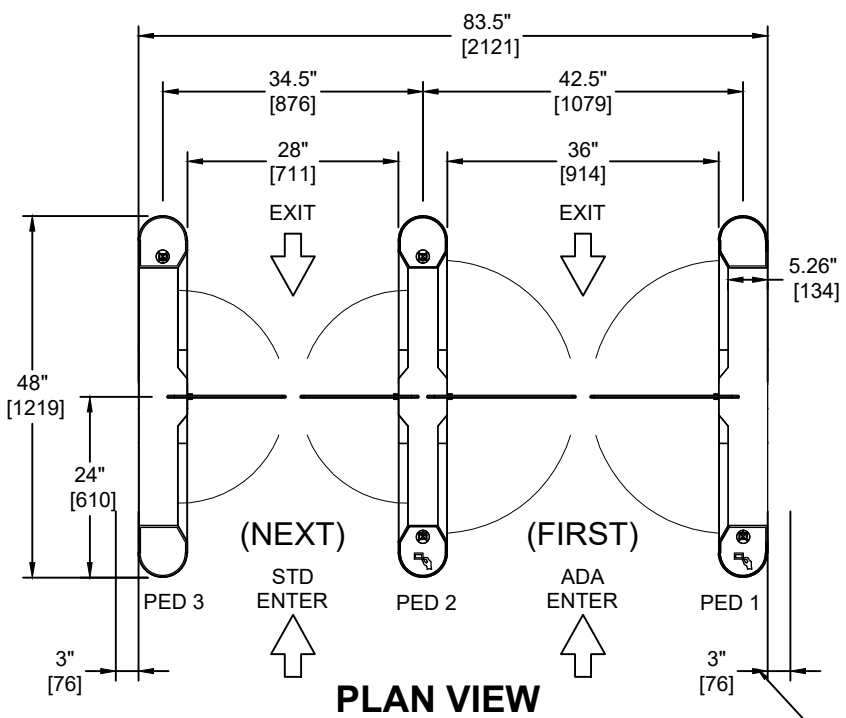 83.5"
[2121]
34.5"
[876]
42.5"
[1079]
28"
[711]
36"
[914]
EXIT
EXIT
5.26"
[134]
48"
[1219]
24"
[610]
(NEXT)
(FIRST)
STD
ENTER
ADA
ENTER
PED 3
PED 2
PED 1
3"
[76]
3"
[76]
PLAN VIEW